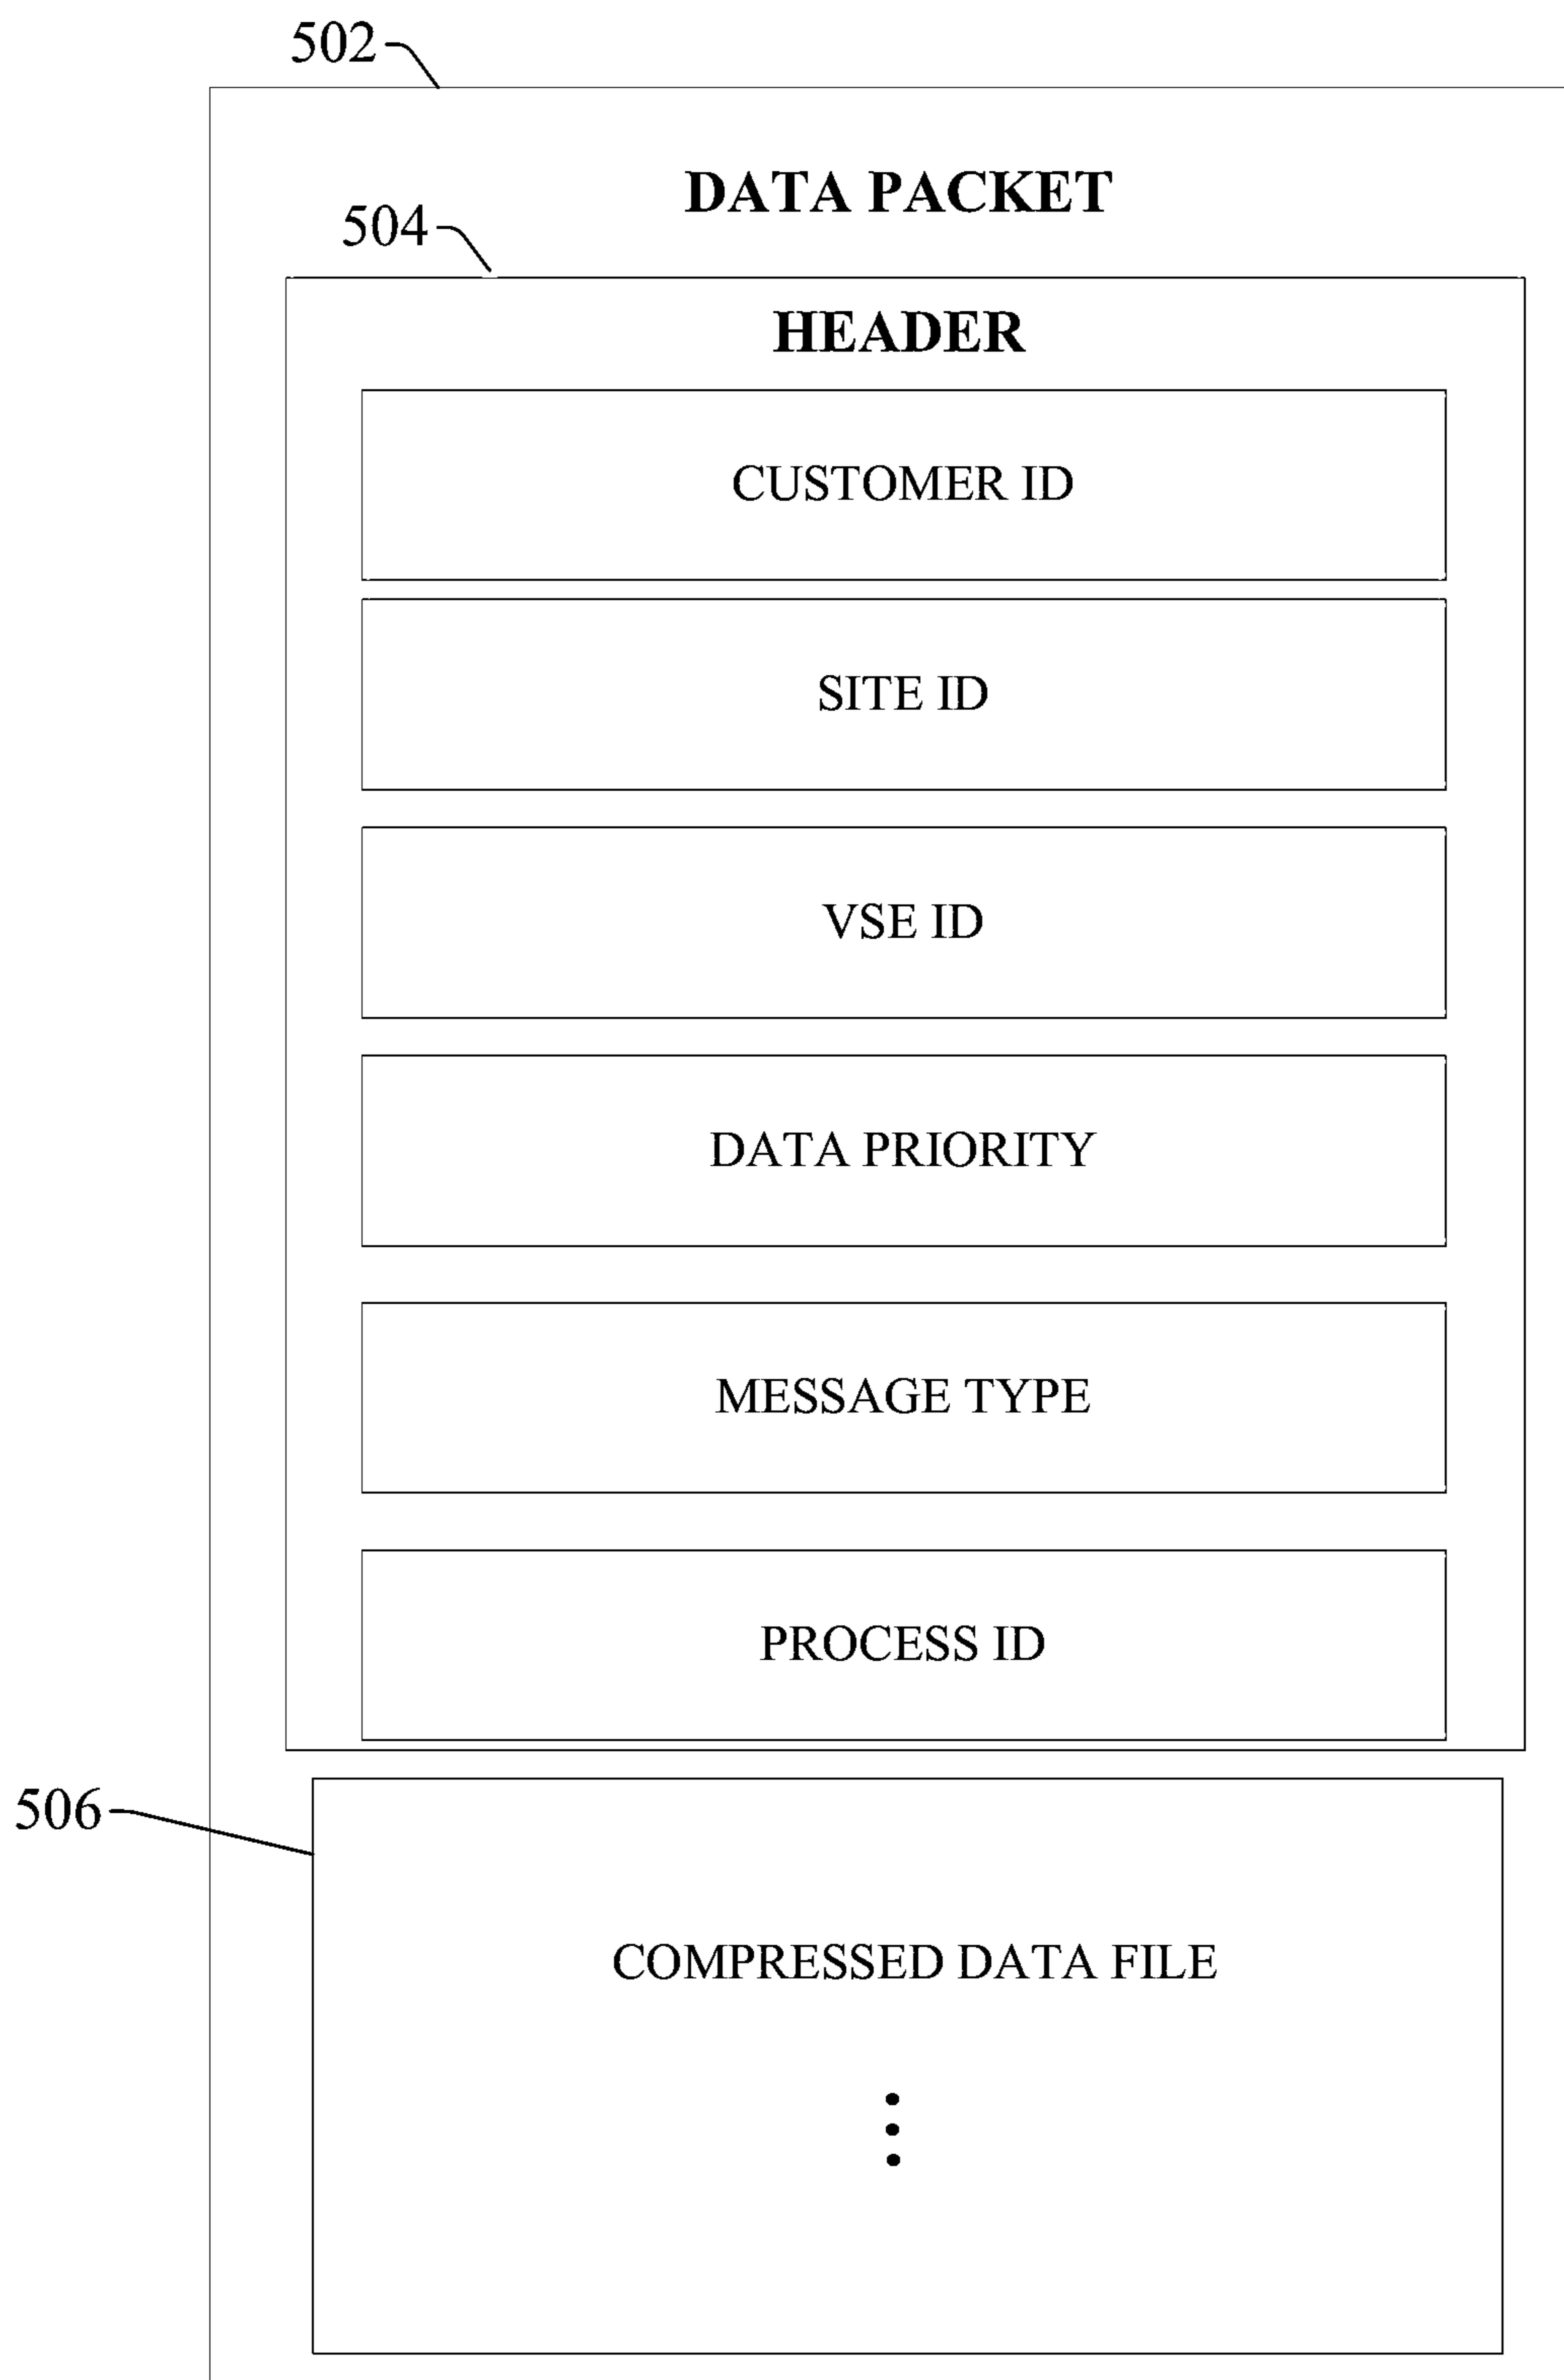 502
DATA PACKET
504
HEADER
CUSTOMER ID
SITE ID
VSE ID
DATA PRIORITY
MESSAGE TYPE
PROCESS ID
506
COMPRESSED DATA FILE